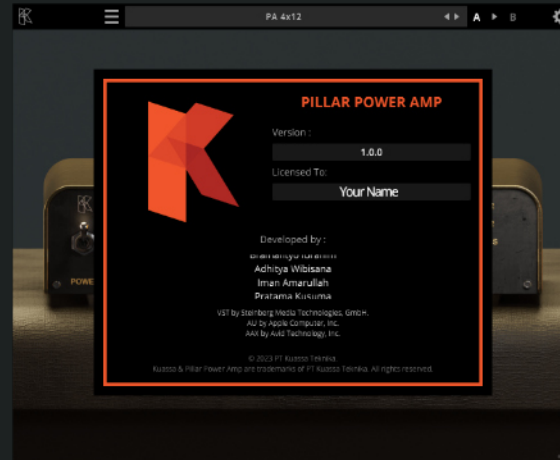 PA 4x12
A
B
PILLAR POWER AMP
Version :
1.0.0
Licensed To:
Your Name
Developed by :
Adhitya Wibisana
Iman Amarullah
Pratama Kusuma
VST by Steinberg Media Technologies, GmbH.
AU by Apple Computer, Inc.
AAX by Avid Technology, Inc.
© 2023 PT Kuassa Teknika.
Kuassa & Pillar Power Amp are trademarks of PT Kuassa Teknika. All rights reserved.
POWE